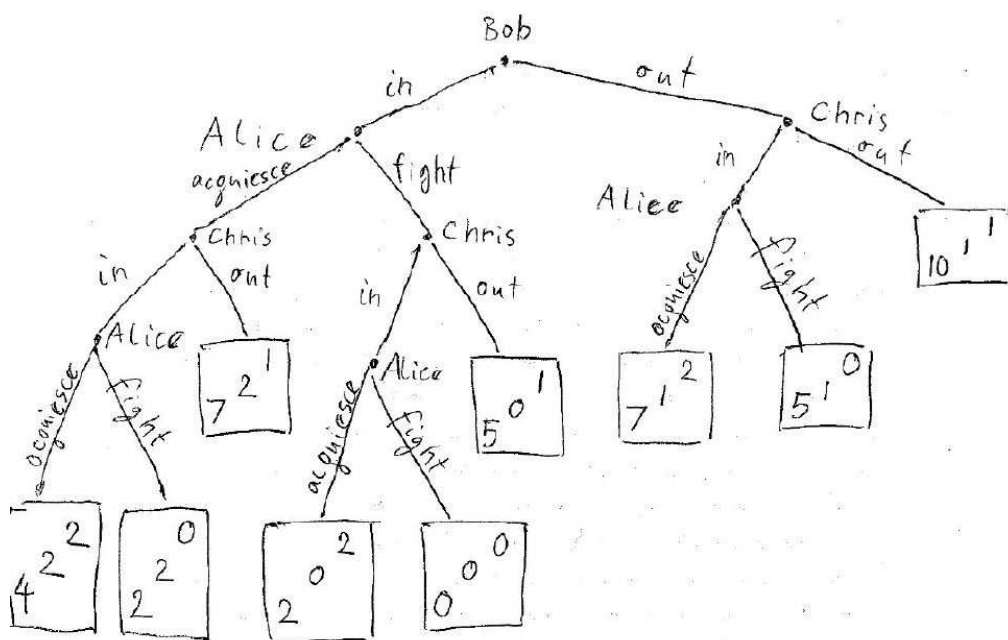 Bob
in
out
Alice
Chris
acquiesce
fight
in
out
Chris
Chris
Alice
in
out
in
out
10 1 1
acquiesce
fight
Alice
Alice
7 2 1
5 0 1
7 1 2
5 1 0
acquiesce
fight
acquiesce
fight
4 2 2
2 2 0
2 0 2
0 0 0